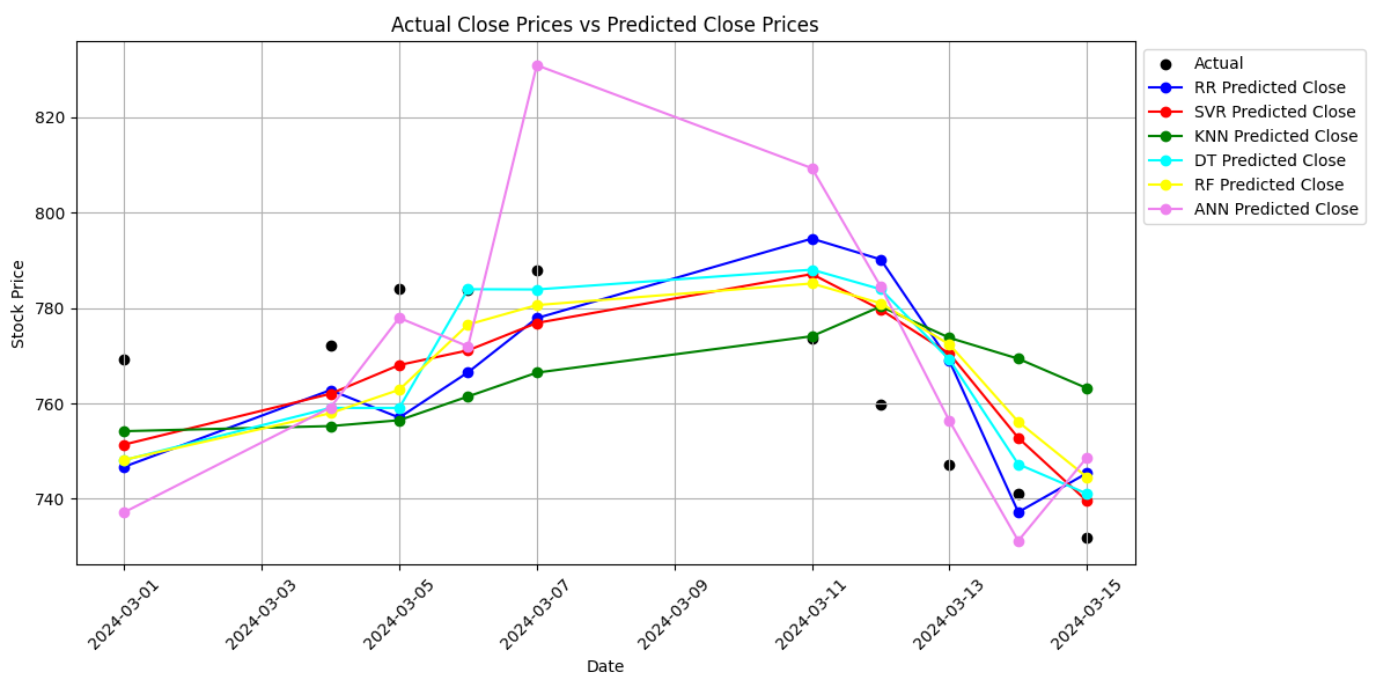 Actual Close Prices vs Predicted Close Prices
Stock Price
820
800
780
760
740
2024-03-01
2024-03-03
2024-03-05
2024-03-07
2024-03-09
2024-03-11
2024-03-13
2024-03-15
Date
Actual
RR Predicted Close
SVR Predicted Close
KNN Predicted Close
DT Predicted Close
RF Predicted Close
ANN Predicted Close